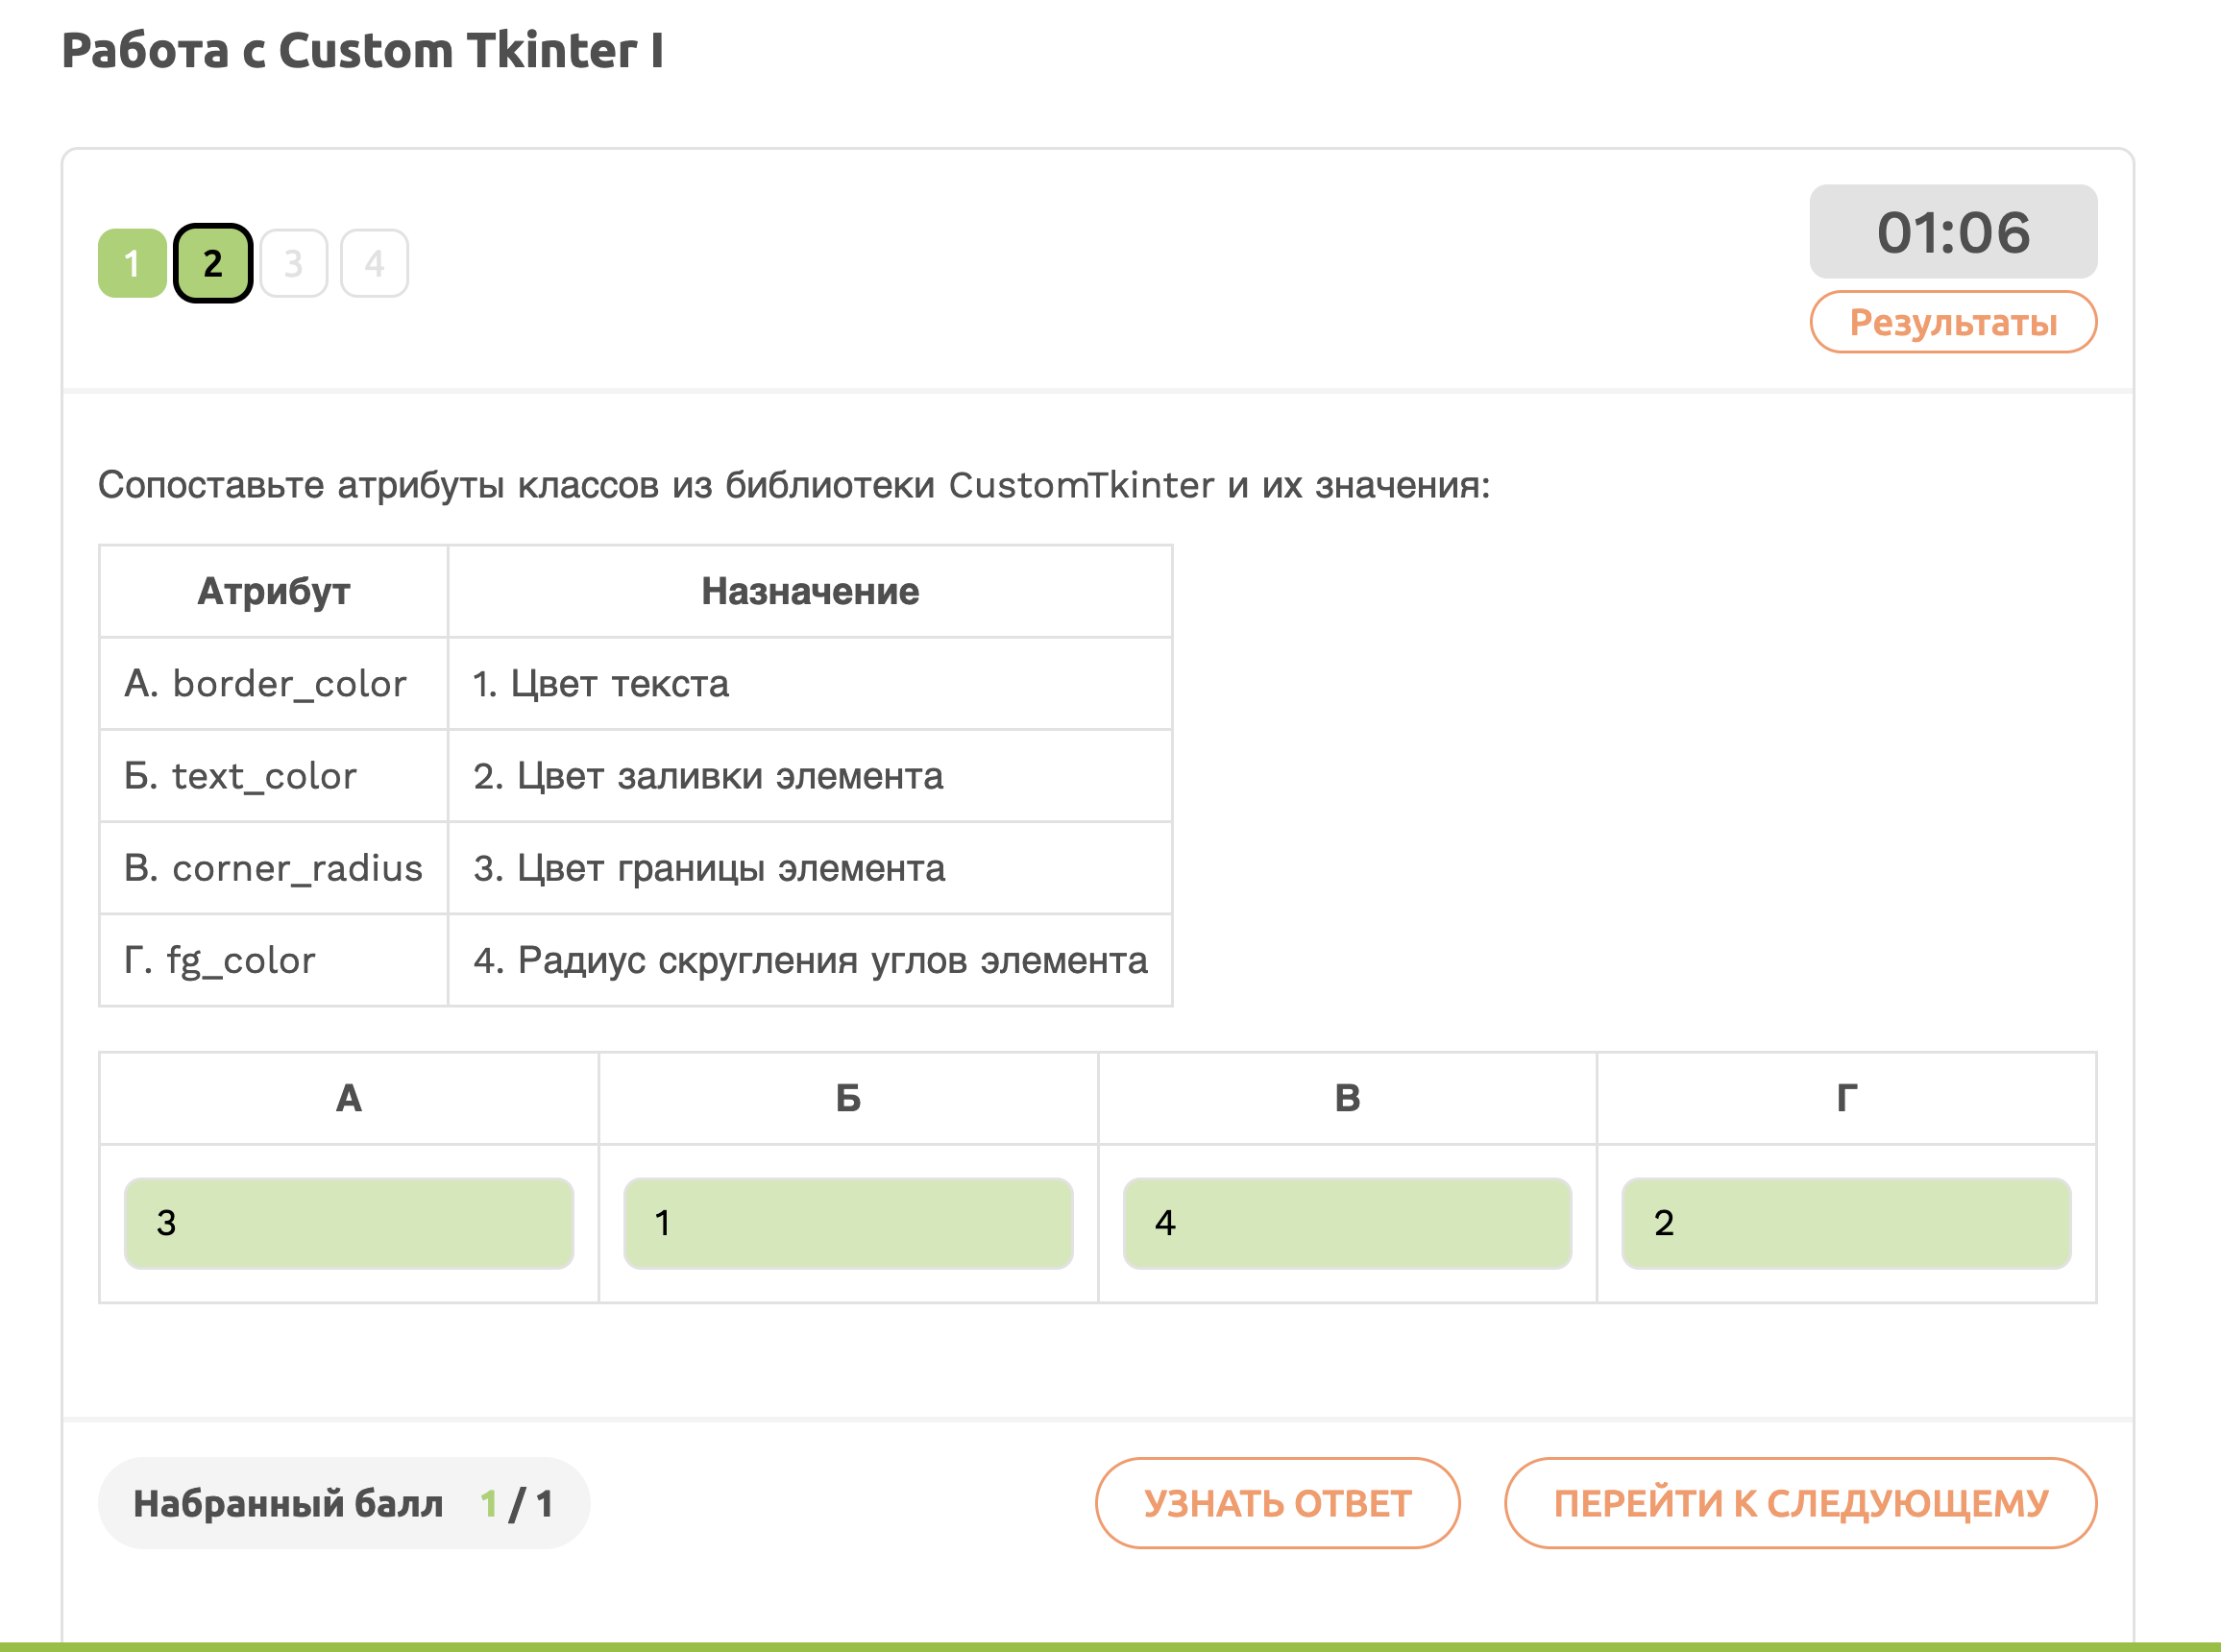 Работа с Custom Tkinter I
1 2 3 4
01:06
Результаты
Сопоставьте атрибуты классов из библиотеки CustomTkinter и их значения:
Атрибут Назначение
А. border_color 1. Цвет текста
Б. text_color 2. Цвет заливки элемента
В. corner_radius 3. Цвет границы элемента
Г. fg_color 4. Радиус скругления углов элемента
А Б В Г
3 1 4 2
Набранный балл 1 / 1 УЗНАТЬ ОТВЕТ ПЕРЕЙТИ К СЛЕДУЮЩЕМУ